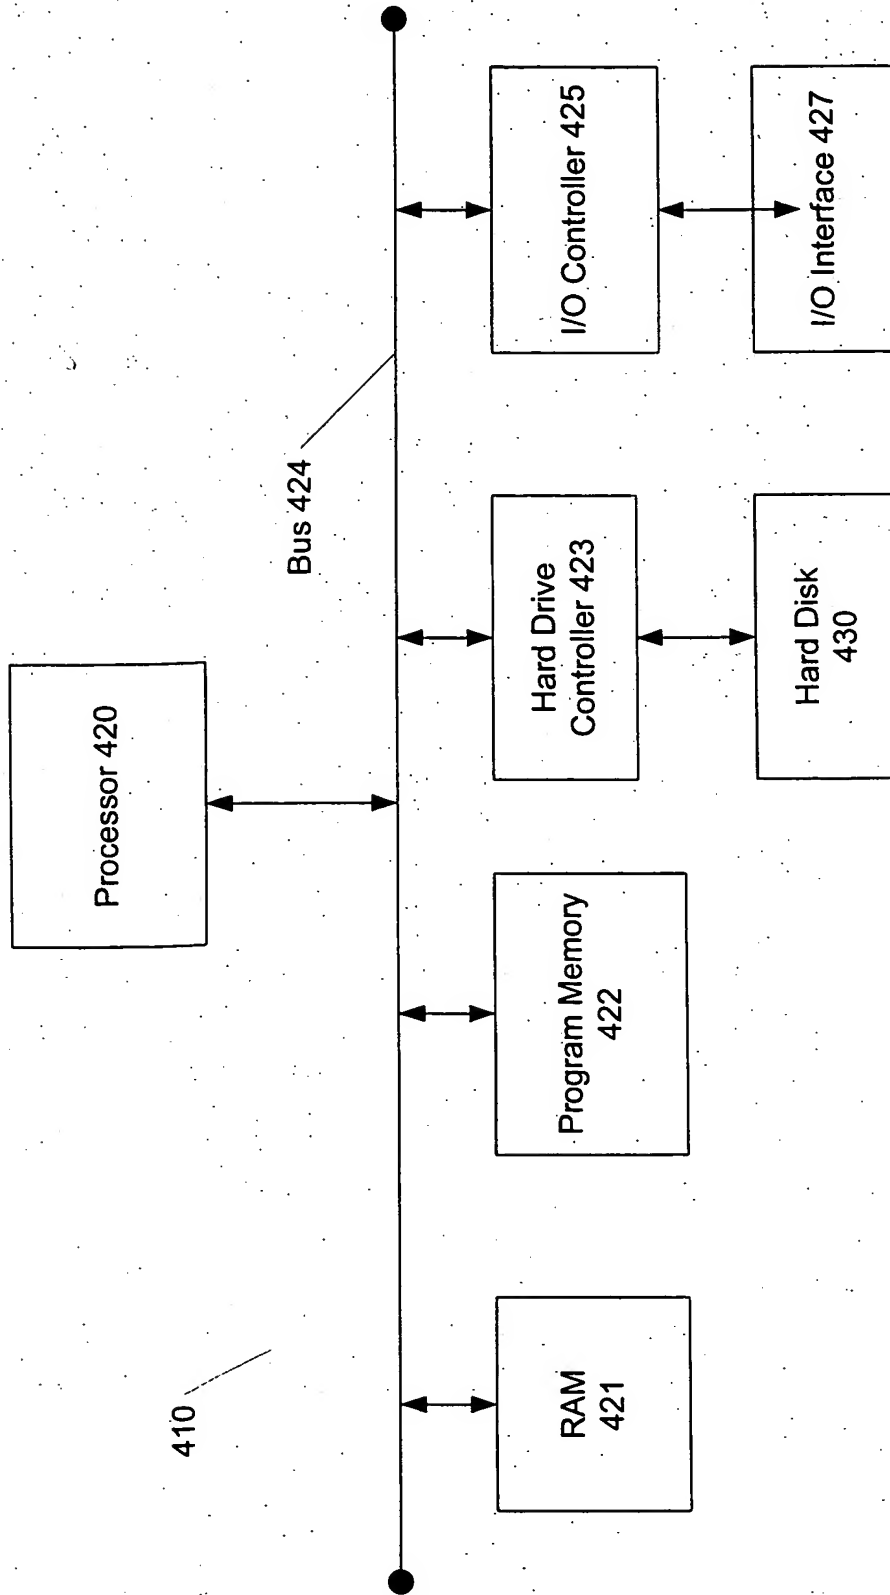 Processor 420
410
Bus 424
RAM
421
Program Memory
422
Hard Drive
Controller 423
I/O Controller 425
Hard Disk
430
I/O Interface 427